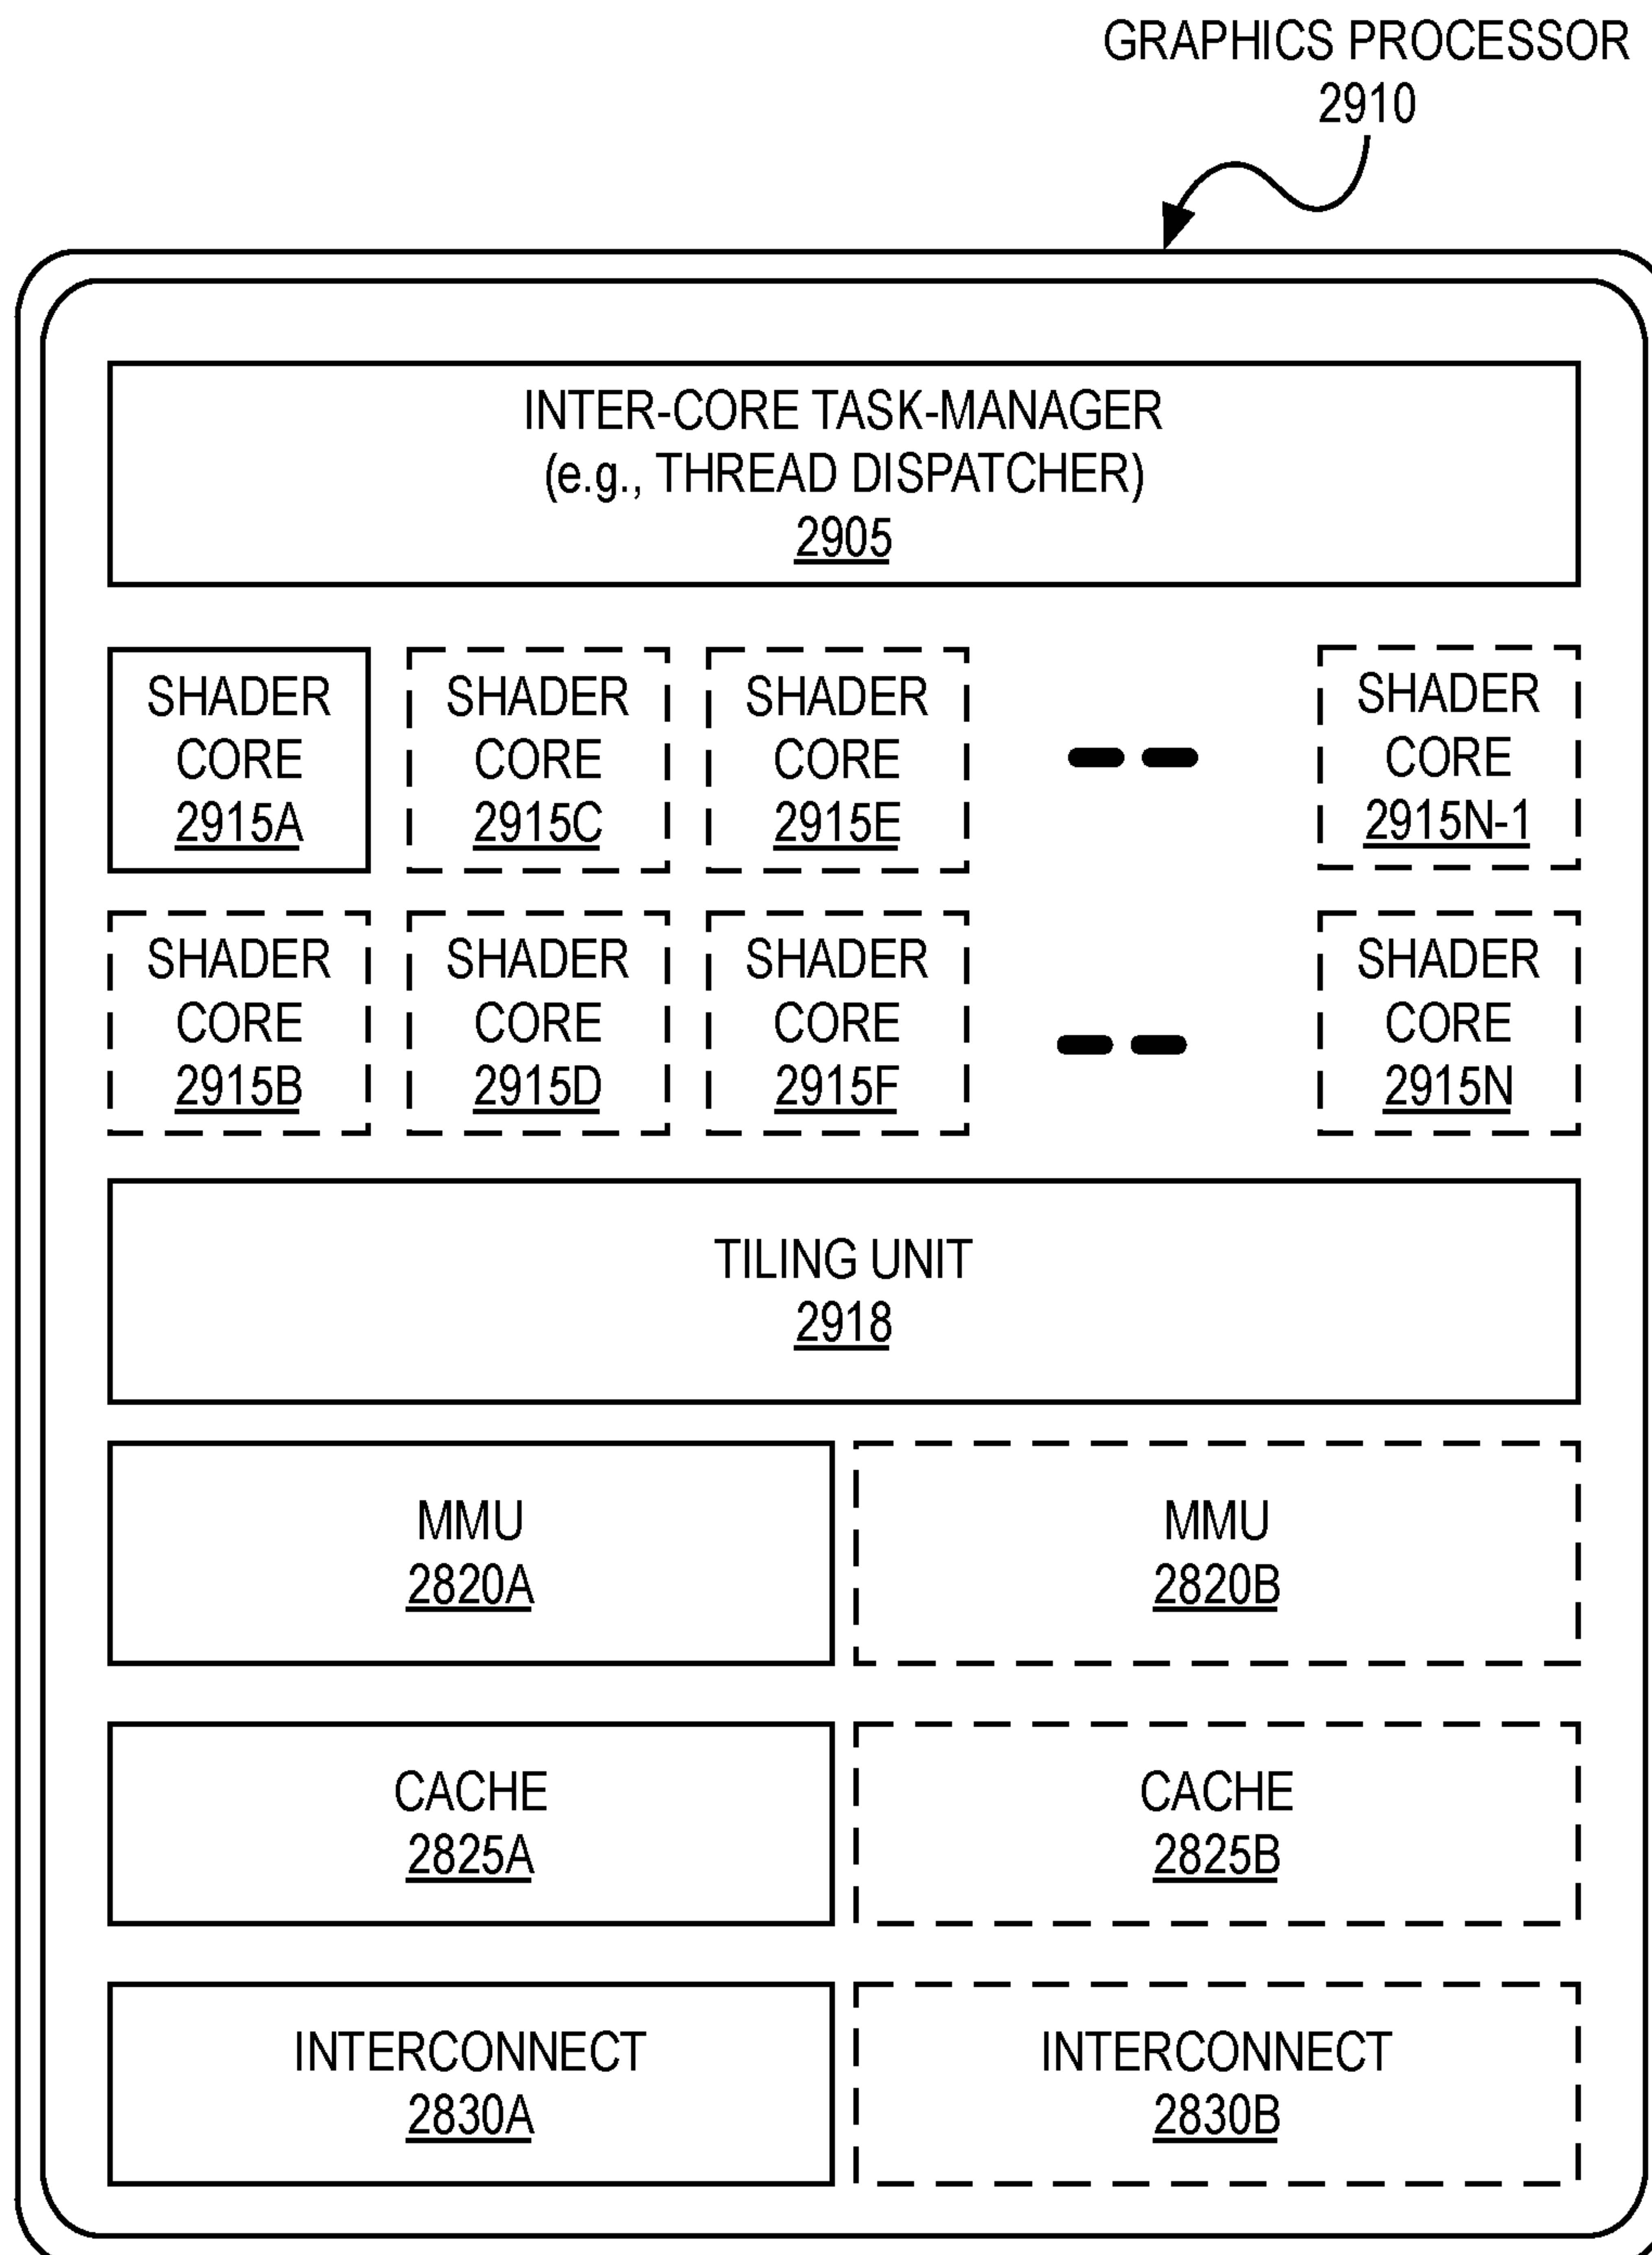 GRAPHICS PROCESSOR
2910
INTER-CORE TASK-MANAGER
(e.g., THREAD DISPATCHER)
2905
SHADER
CORE
2915A
SHADER
CORE
2915C
SHADER
CORE
2915E
SHADER
CORE
2915N-1
SHADER
CORE
2915B
SHADER
CORE
2915D
SHADER
CORE
2915F
SHADER
CORE
2915N
TILING UNIT
2918
MMU
2820A
MMU
2820B
CACHE
2825A
CACHE
2825B
INTERCONNECT
2830A
INTERCONNECT
2830B